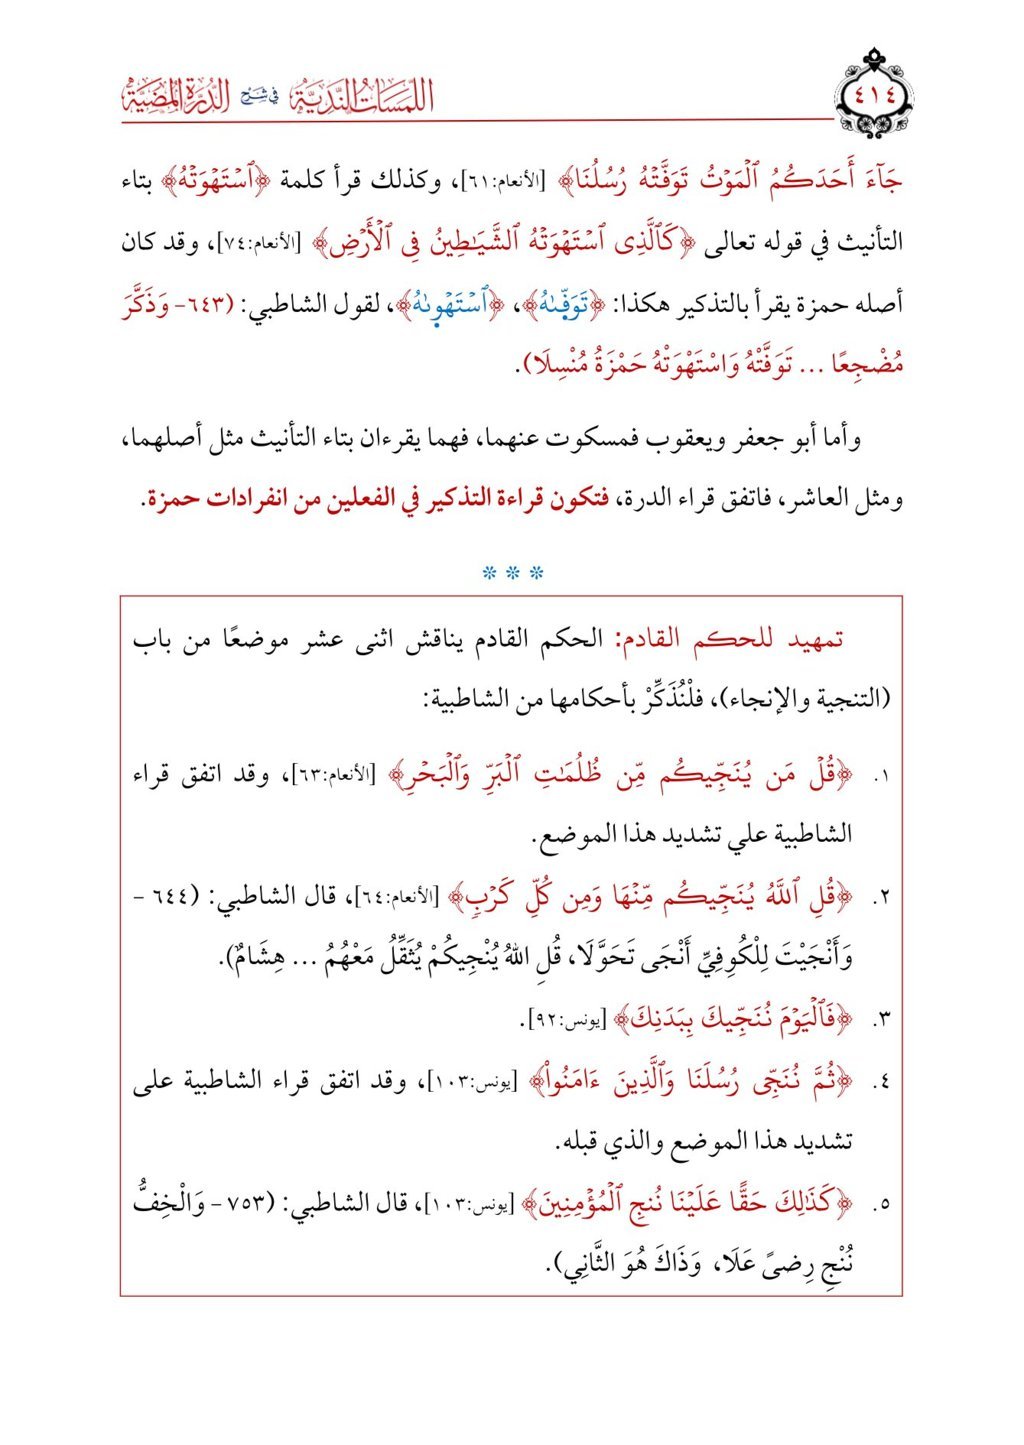 ٤١٤
اللمسات الندية في شرح الدرة المضية
جَآءَ أَحَدَكُمُ ٱلۡمَوۡتُ تَوَفَّتۡهُ رُسُلُنَا﴾ [الأنعام:٦١]، وكذلك قرأ كلمة ﴿ٱسۡتَهۡوَتۡهُ﴾ بتاء
التأنيث في قوله تعالى ﴿كَٱلَّذِى ٱسۡتَهۡوَتۡهُ ٱلشَّيَٰطِينُ فِى ٱلۡأَرۡضِ﴾ [الأنعام:٧٤]، وقد كان
أصله حمزة يقرأ بالتذكير هكذا: ﴿تَوَفَّىٰهُ﴾، ﴿ٱسۡتَهۡوىٰهُ﴾، لقول الشاطبي: (٦٤٣- وَذَكَّرَ
مُضْجِعًا ... تَوَفَّتْهُ وَاسْتَهْوَتْهُ حَمْزَةُ مُنْسِلَا).
وأما أبو جعفر ويعقوب فمسكوت عنهما، فهما يقرءان بتاء التأنيث مثل أصلهما،
ومثل العاشر، فاتفق قراء الدرة، فتكون قراءة التذكير في الفعلين من انفرادات حمزة.
* * *
تمهيد للحكم القادم: الحكم القادم يناقش اثنى عشر موضعًا من باب
(التنجية والإنجاء)، فلْنُذَكِّرْ بأحكامها من الشاطبية:
١. ﴿قُلۡ مَن يُنَجِّيكُم مِّن ظُلُمَٰتِ ٱلۡبَرِّ وَٱلۡبَحۡرِ﴾ [الأنعام:٦٣]، وقد اتفق قراء
الشاطبية علي تشديد هذا الموضع.
٢. ﴿قُلِ ٱللَّهُ يُنَجِّيكُم مِّنۡهَا وَمِن كُلِّ كَرۡبٖ﴾ [الأنعام:٦٤]، قال الشاطبي: (٦٤٤ -
وَأَنْجَيْتَ لِلْكُوفِيِّ أَنْجَى تَحَوَّلَا، قُلِ اللهُ يُنْجِيكُمْ يُثَقِّلُ مَعْهُمُ ... هِشَامٌ).
٣. ﴿فَٱلۡيَوۡمَ نُنَجِّيكَ بِبَدَنِكَ﴾ [يونس:٩٢].
٤. ﴿ثُمَّ نُنَجِّى رُسُلَنَا وَٱلَّذِينَ ءَامَنُواْ﴾ [يونس:١٠٣]، وقد اتفق قراء الشاطبية على
تشديد هذا الموضع والذي قبله.
٥. ﴿كَذَٰلِكَ حَقًّا عَلَيۡنَا نُنجِ ٱلۡمُؤۡمِنِينَ﴾ [يونس:١٠٣]، قال الشاطبي: (٧٥٣- وَالْخِفُّ
نُنْجِ رِضىً عَلَا، وَذَاكَ هُوَ الثَّانِي).